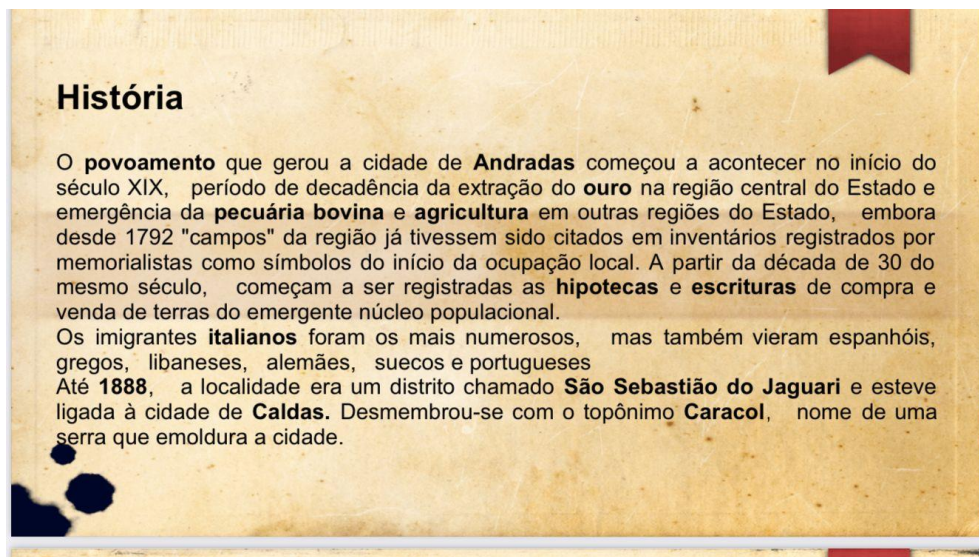 História
O povoamento que gerou a cidade de Andradas começou a acontecer no início do
século XIX, período de decadência da extração do ouro na região central do Estado e
emergência da pecuária bovina e agricultura em outras regiões do Estado, embora
desde 1792 "campos" da região já tivessem sido citados em inventários registrados por
memorialistas como símbolos do início da ocupação local. A partir da década de 30 do
mesmo século, começam a ser registradas as hipotecas e escrituras de compra e
venda de terras do emergente núcleo populacional.
Os imigrantes italianos foram os mais numerosos, mas também vieram espanhóis,
gregos, libaneses, alemães, suecos e portugueses
Até 1888, a localidade era um distrito chamado São Sebastião do Jaguari e esteve
ligada à cidade de Caldas. Desmembrou-se com o topônimo Caracol, nome de uma
serra que emoldura a cidade.